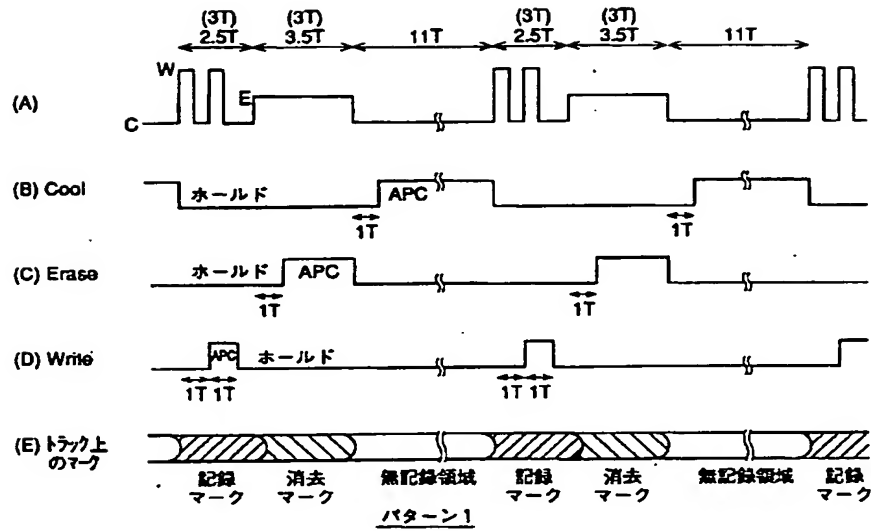 (3T) (3T) (3T) (3T)
2.5T 3.5T 11T 2.5T 3.5T 11T
W
(A) E
C
(B) Cool ホールド APC
1T 1T
(C) Erase ホールド APC
1T 1T
(D) Write APC ホールド
1T 1T 1T 1T
(E) トラック上
のマーク
記録 消去 無記録領域 記録 消去 無記録領域 記録
マーク マーク マーク マーク マーク
パターン1